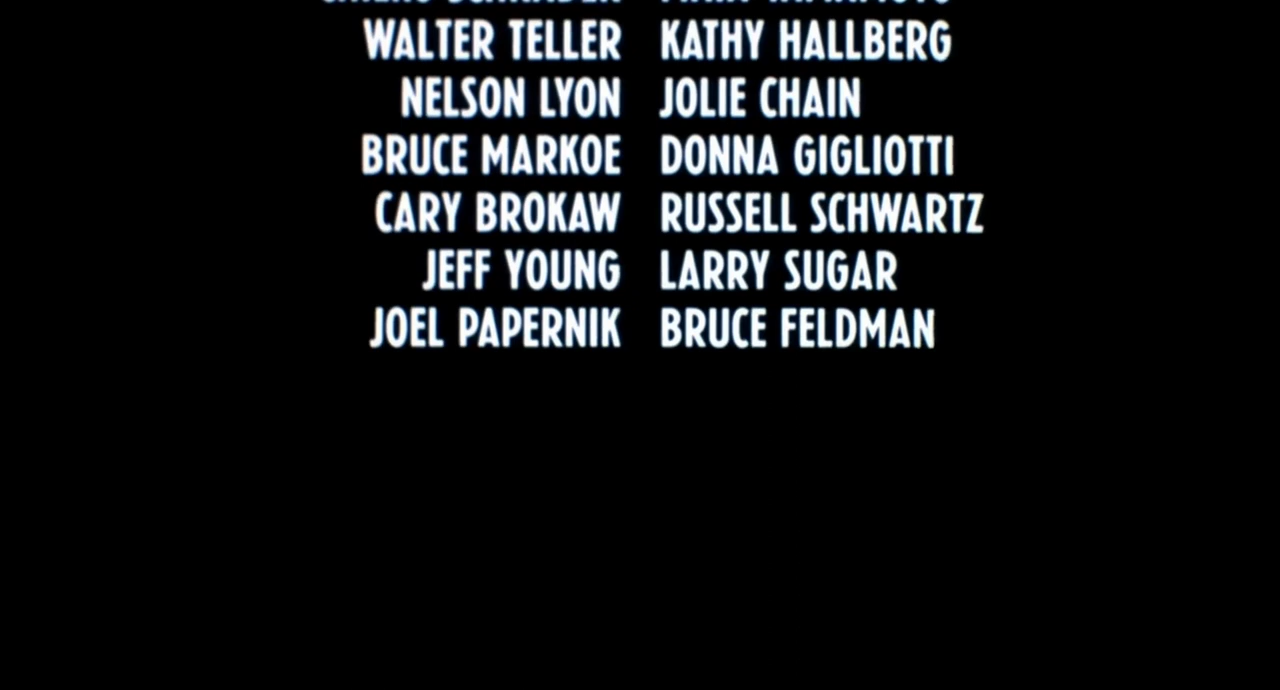 WALTER TELLER KATHY HALLBERG
NELSON LYON JOLIE CHAIN
BRUCE MARKOE DONNA GIGLIOTTI
CARY BROKAW RUSSELL SCHWARTZ
JEFF YOUNG LARRY SUGAR
JOEL PAPERNIK BRUCE FELDMAN